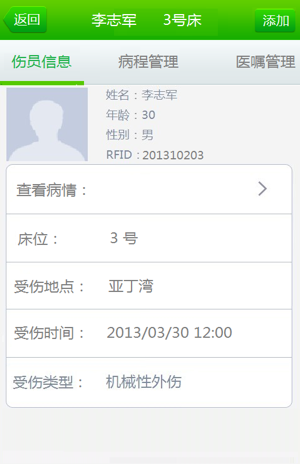 返回 李志军 3号床 添加
伤员信息 病程管理 医嘱管理
姓名：李志军
年龄：30
性别：男
RFID：201310203
查看病情：
床位： 3 号
受伤地点： 亚丁湾
受伤时间： 2013/03/30 12:00
受伤类型： 机械性外伤